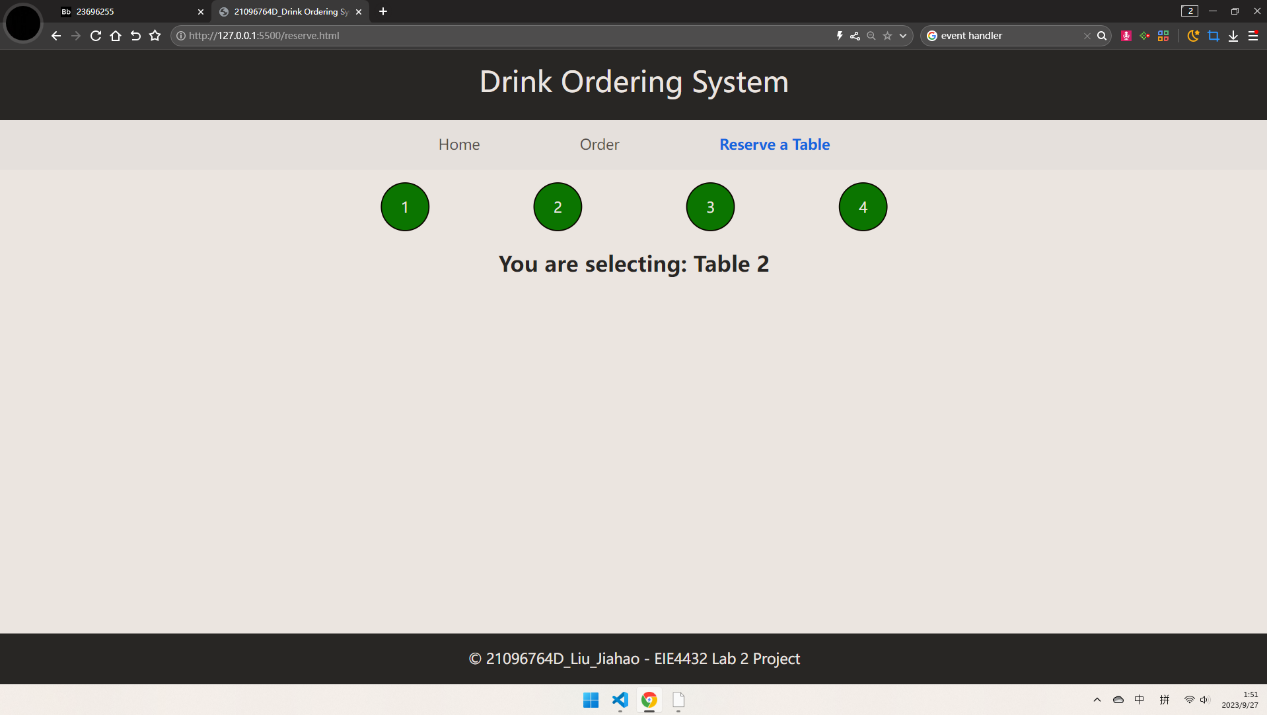 Bb 23696255
21096764D_Drink Ordering Sy
2
http://127.0.0.1:5500/reserve.html
event handler
Drink Ordering System
Home Order Reserve a Table
1 2 3 4
You are selecting: Table 2
© 21096764D_Liu_Jiahao - EIE4432 Lab 2 Project
中 拼
1:51
2023/9/27